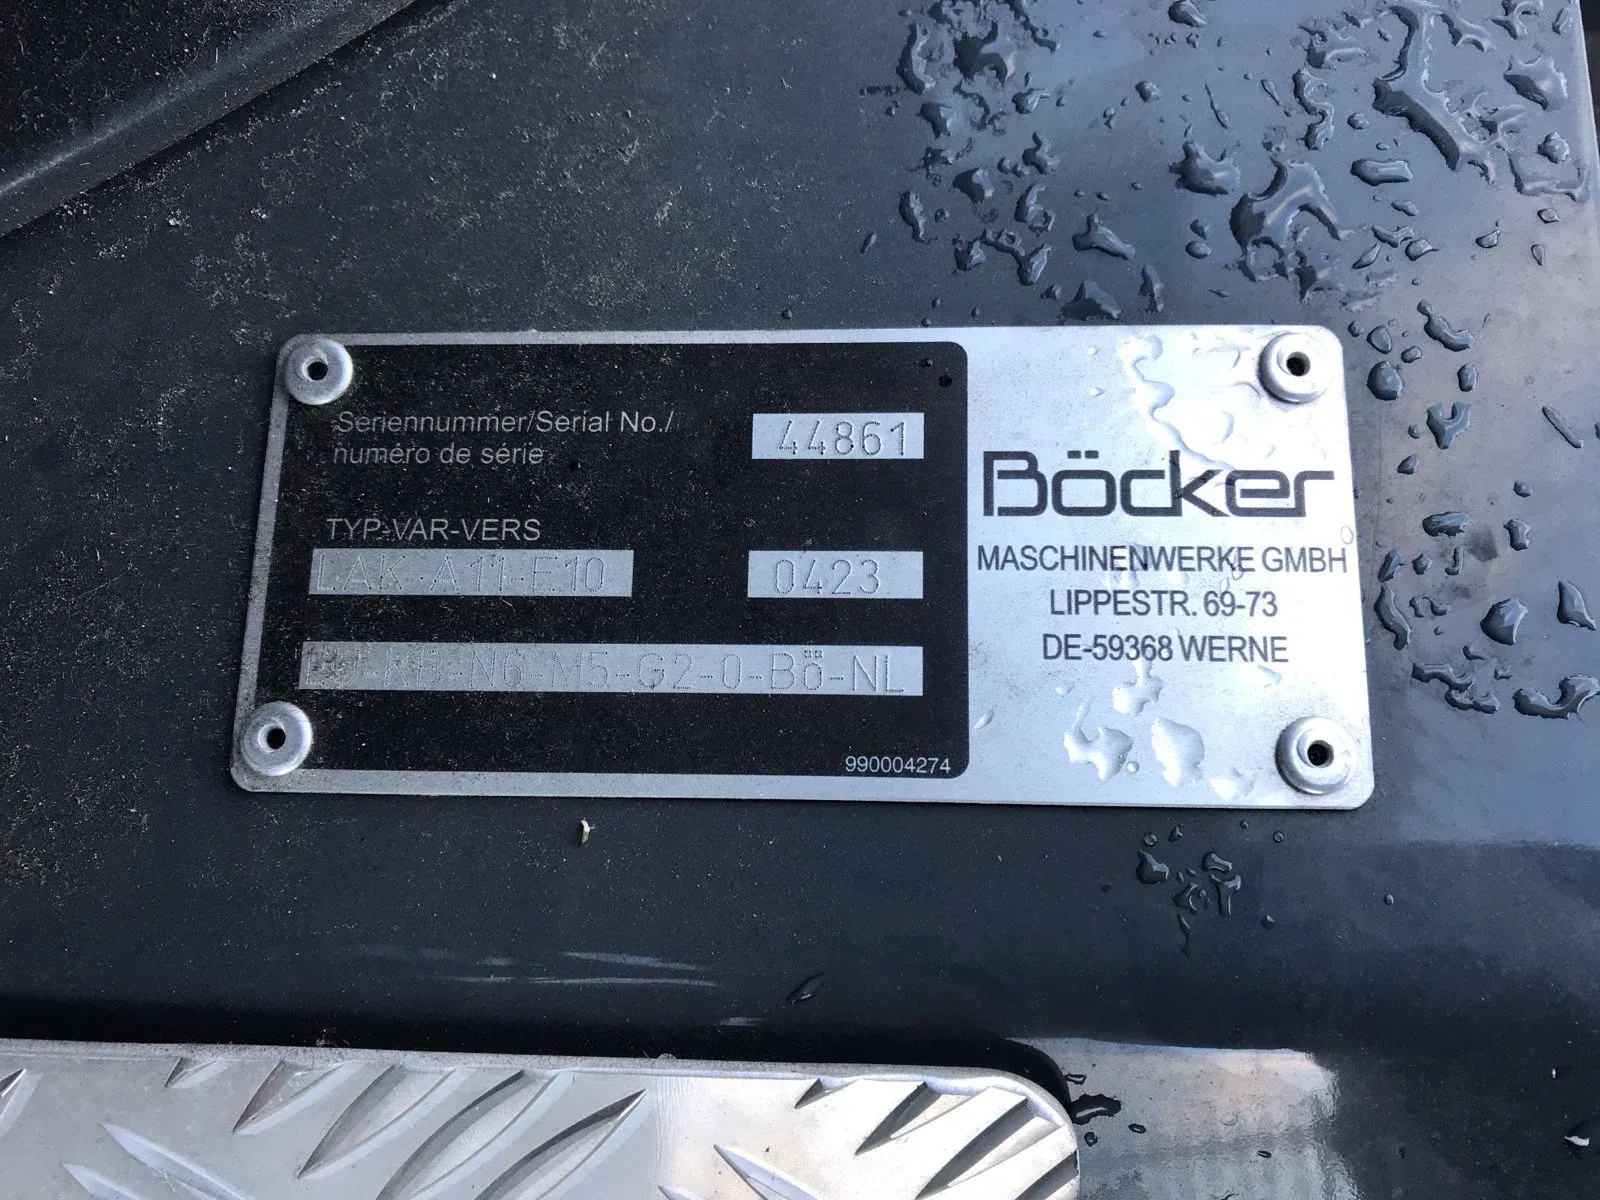 Seriennummer/Serial No./
numéro de série
44861
TYP-VAR-VERS
LAK-A11-E10
0423
-KB-N6-M5-G2-0-Bö-NL
990004274
Böcker
MASCHINENWERKE GMBH
LIPPESTR. 69-73
DE-59368 WERNE